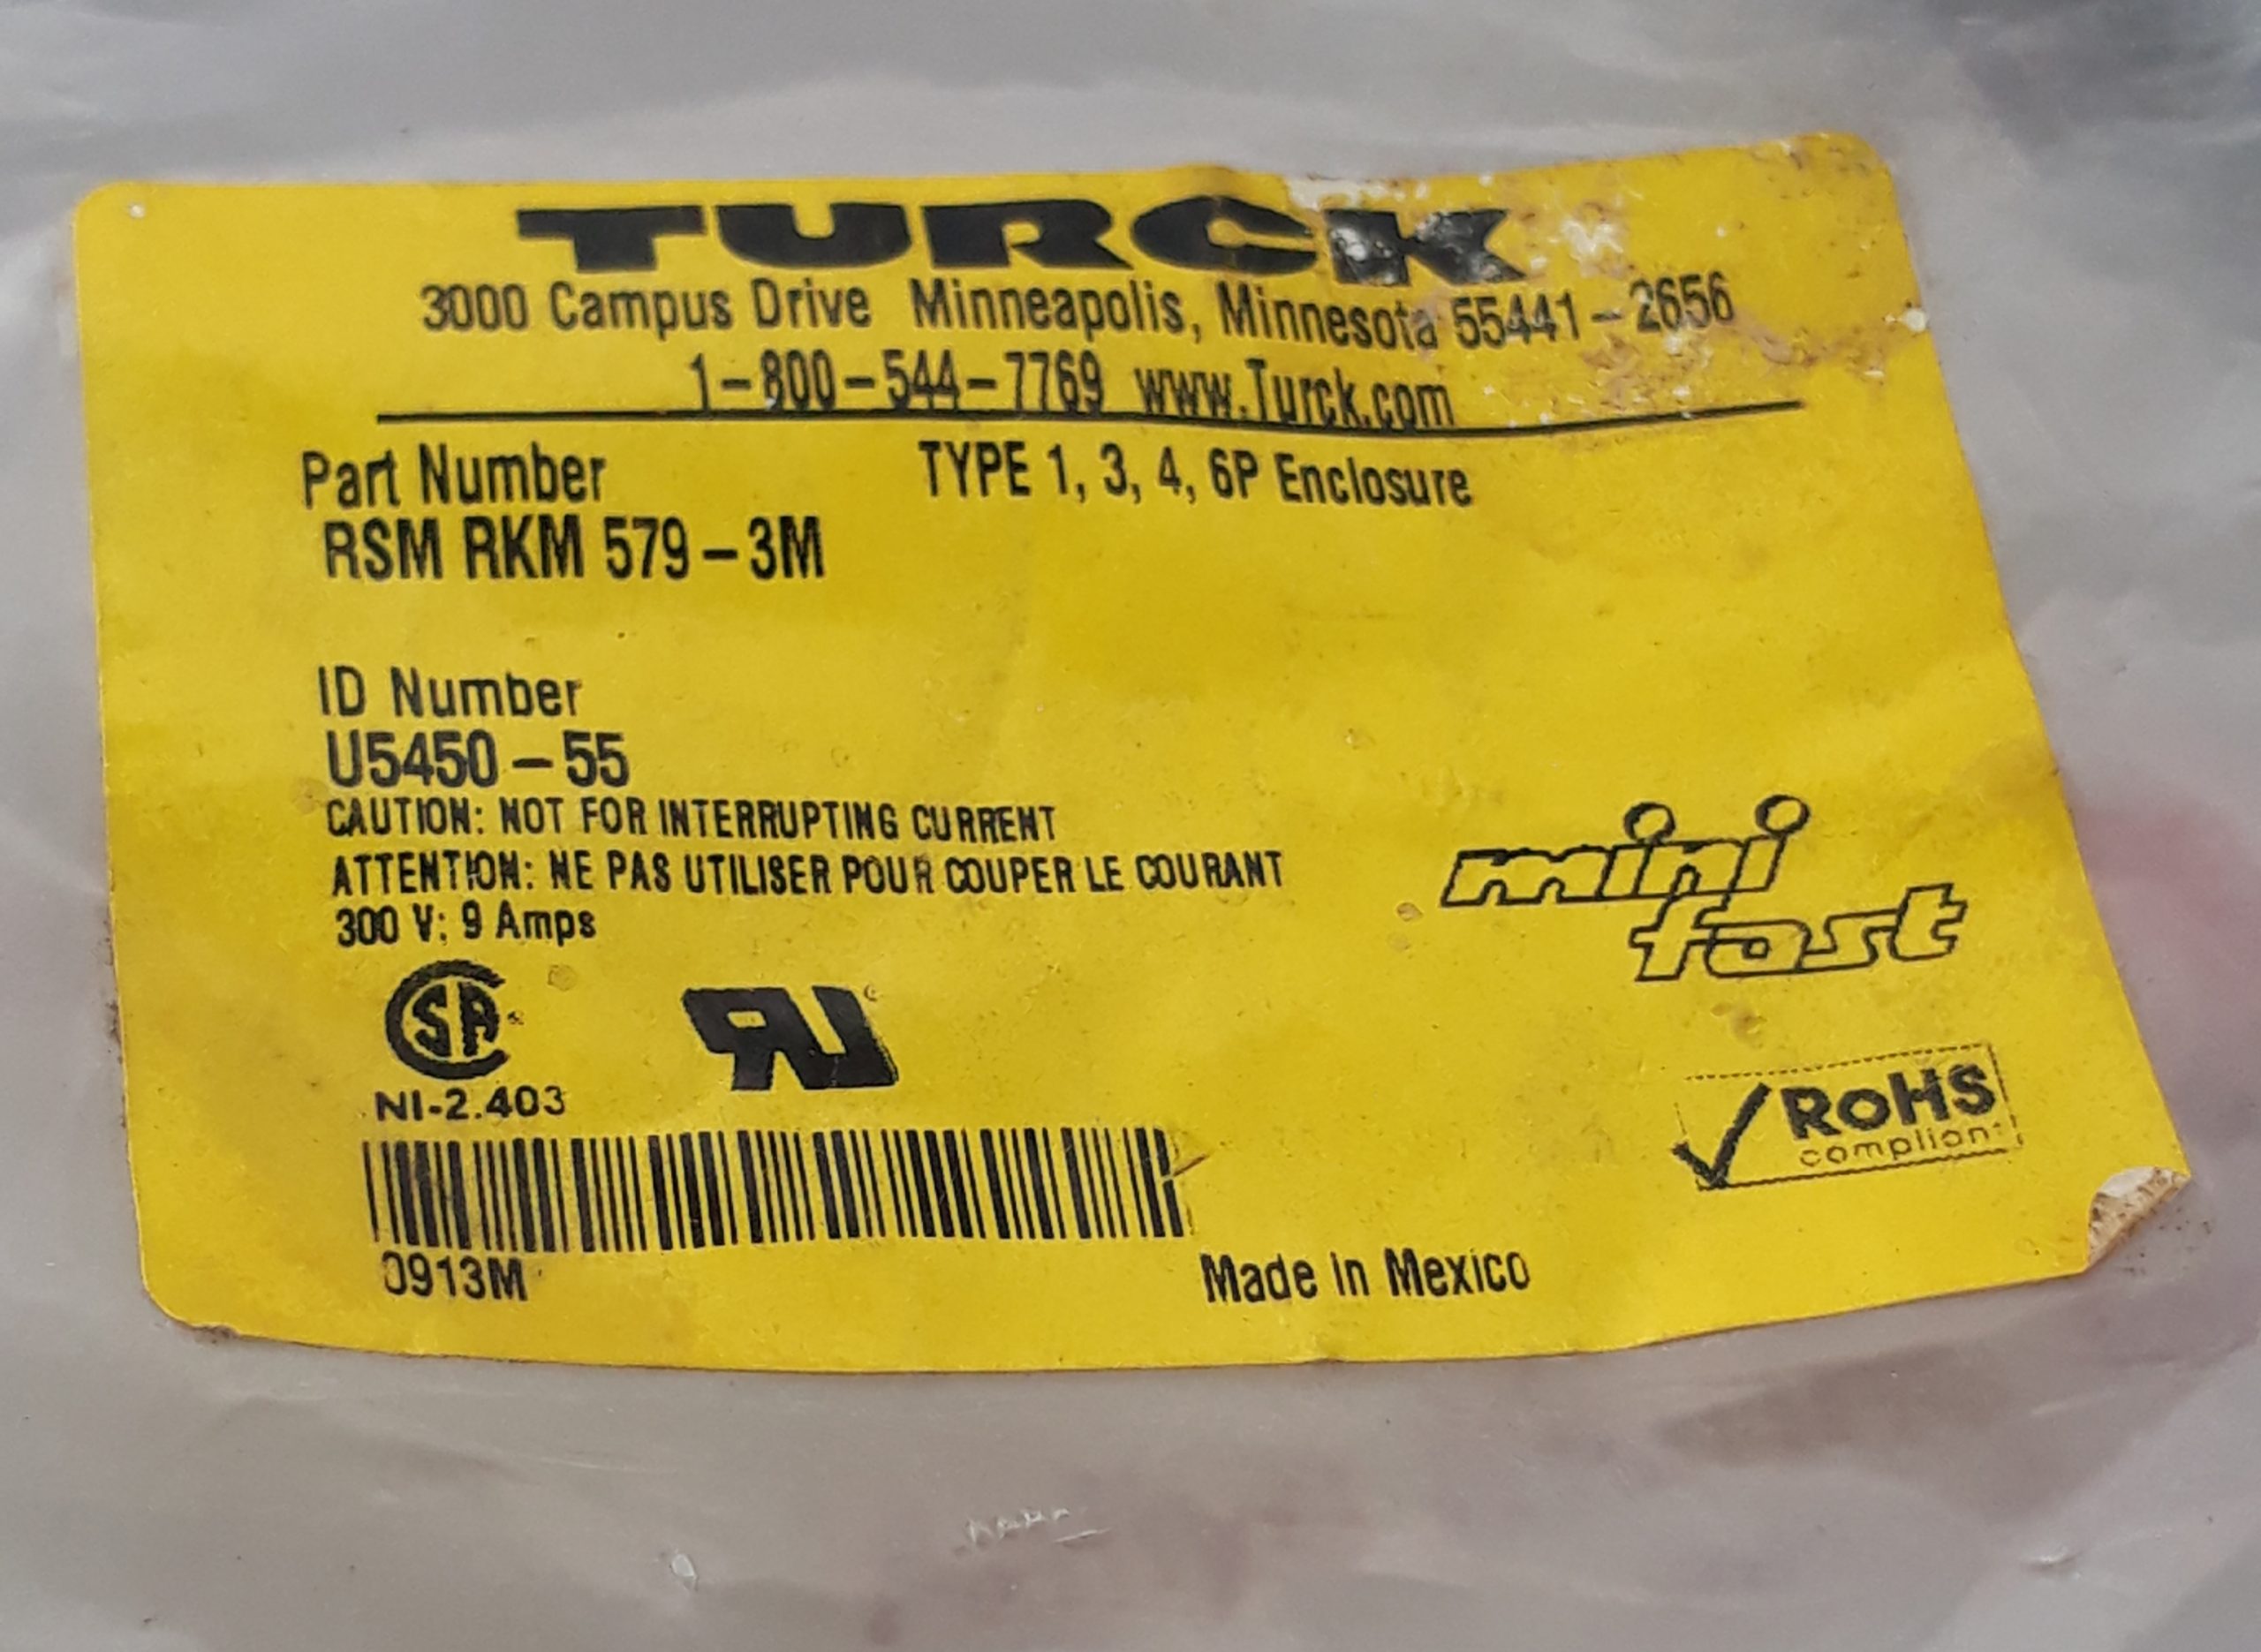 TURCK
3000 Campus Drive Minneapolis, Minnesota 55441-2656
1-800-544-7769 www.Turck.com
Part Number TYPE 1, 3, 4, 6P Enclosure
RSM RKM 579-3M
ID Number
U5450-55
CAUTION: NOT FOR INTERRUPTING CURRENT
ATTENTION: NE PAS UTILISER POUR COUPER LE COURANT
300 V: 9 Amps
mini
fast
CSA
RU
NI-2.403
RoHS
compliant
0913M
Made in Mexico